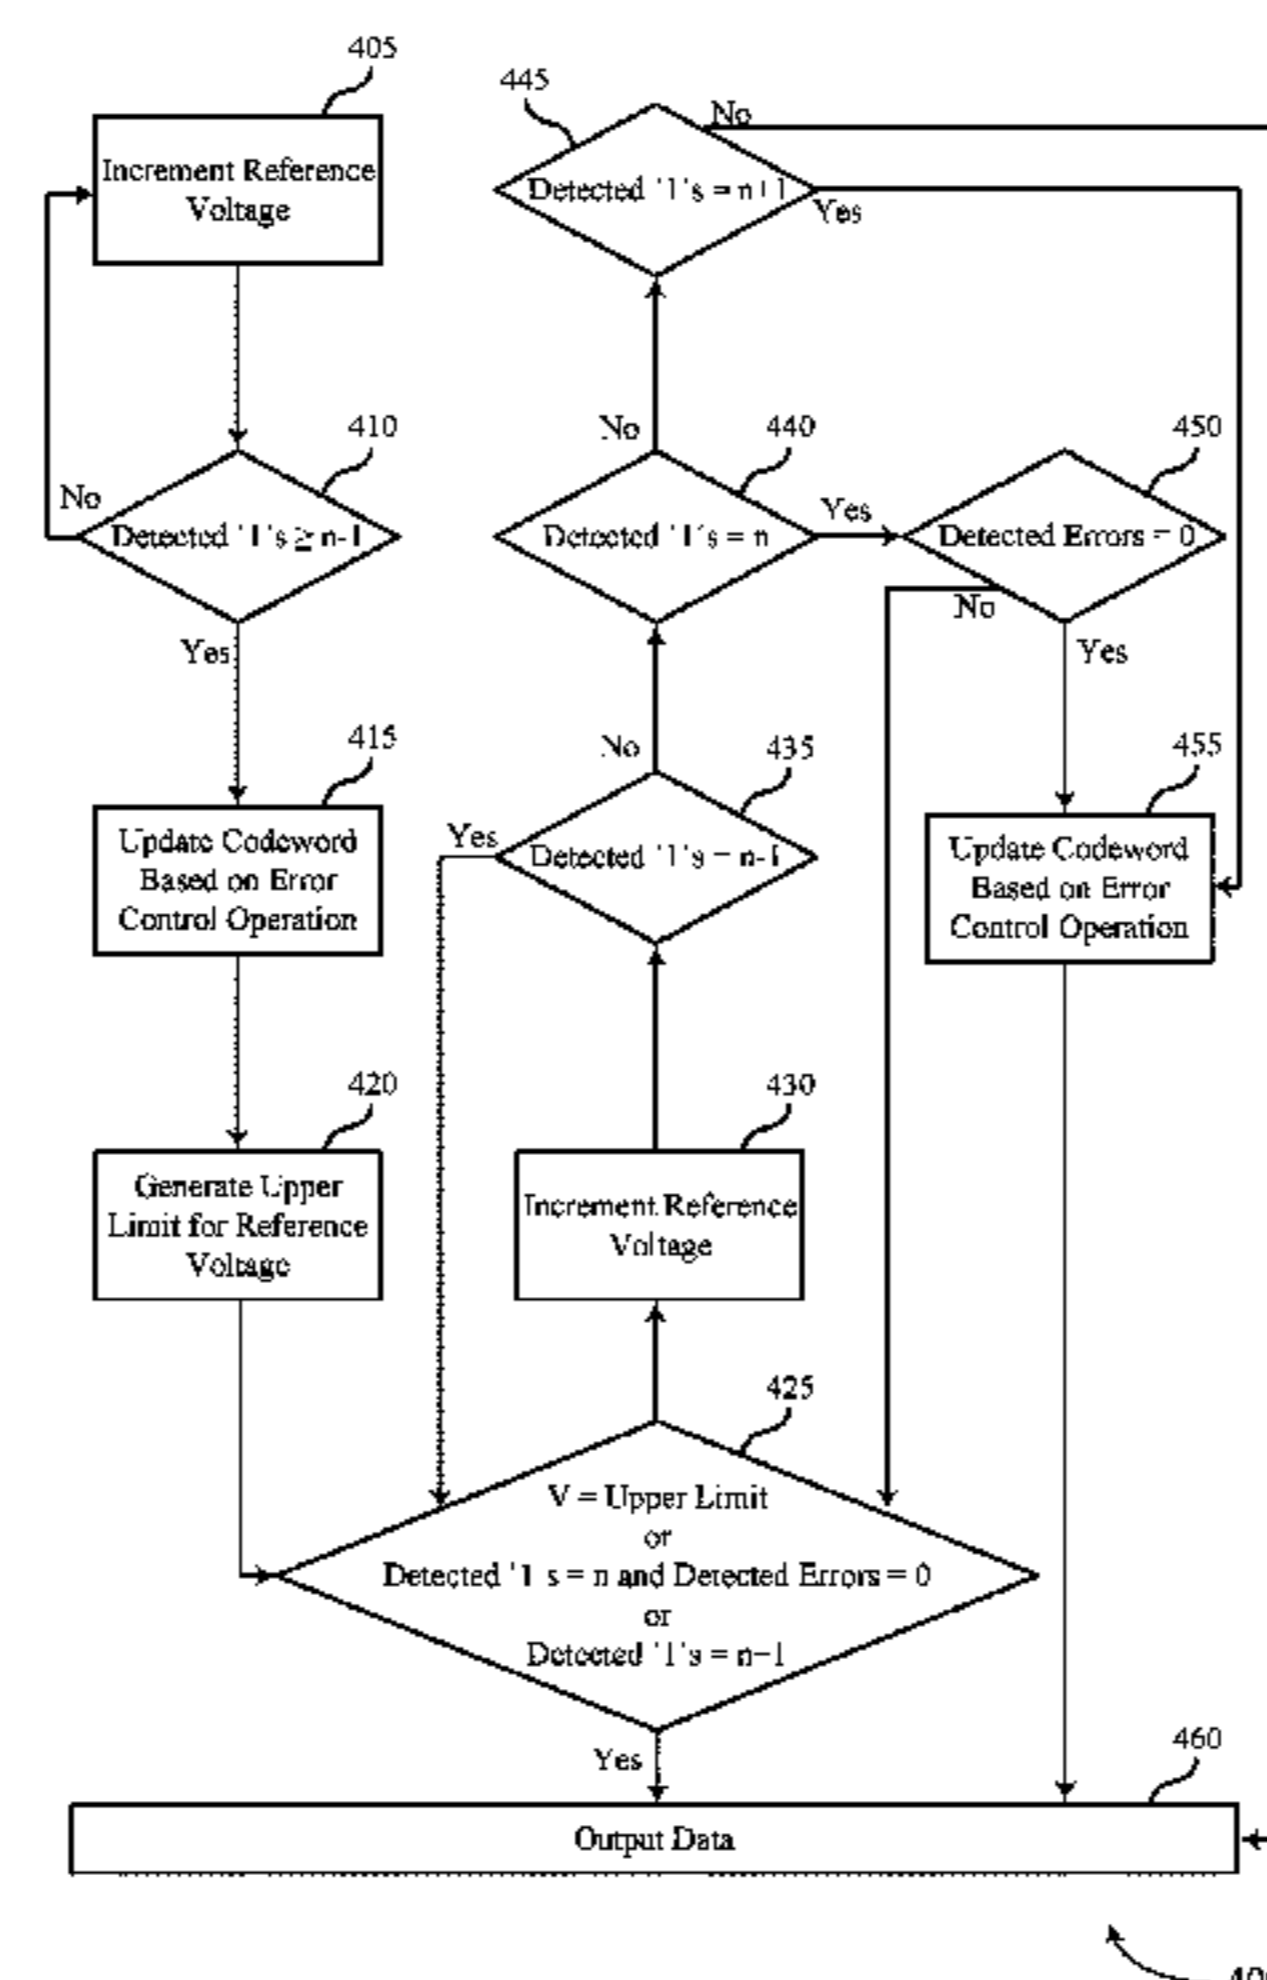 405
Increment Reference
Voltage
410
No
Detected '1's ≥ n-1
Yes
415
Update Codeword
Based on Error
Control Operation
420
Generate Upper
Limit for Reference
Voltage
445
No
Detected '1's = n+1
Yes
No
440
Detected '1's = n
Yes
450
Detected Errors = 0
No
Yes
No
435
Yes
Detected '1's = n-1
455
Update Codeword
Based on Error
Control Operation
430
Increment Reference
Voltage
425
V = Upper Limit
or
Detected '1 s = n and Detected Errors = 0
or
Detected '1's = n-1
Yes
460
Output Data